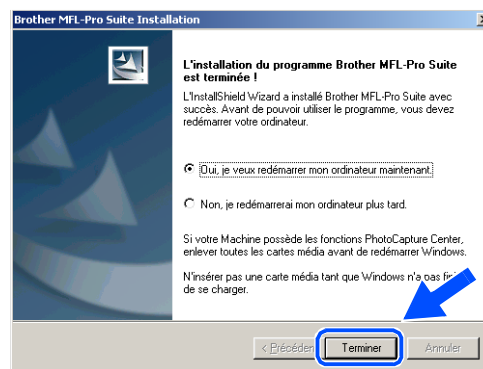 Brother MFL-Pro Suite Installation
L'installation du programme Brother MFL-Pro Suite
est terminée !
L'InstallShield Wizard a installé Brother MFL-Pro Suite avec
succès. Avant de pouvoir utiliser le programme, vous devez
redémarrer votre ordinateur.
Oui, je veux redémarrer mon ordinateur maintenant.
Non, je redémarrerai mon ordinateur plus tard.
Si votre Machine possède les fonctions PhotoCapture Center,
enlever toutes les cartes média avant de redémarrer Windows.
N'insérer pas une carte média tant que Windows n'a pas
de se charger.
< Précéden Terminer Annuler